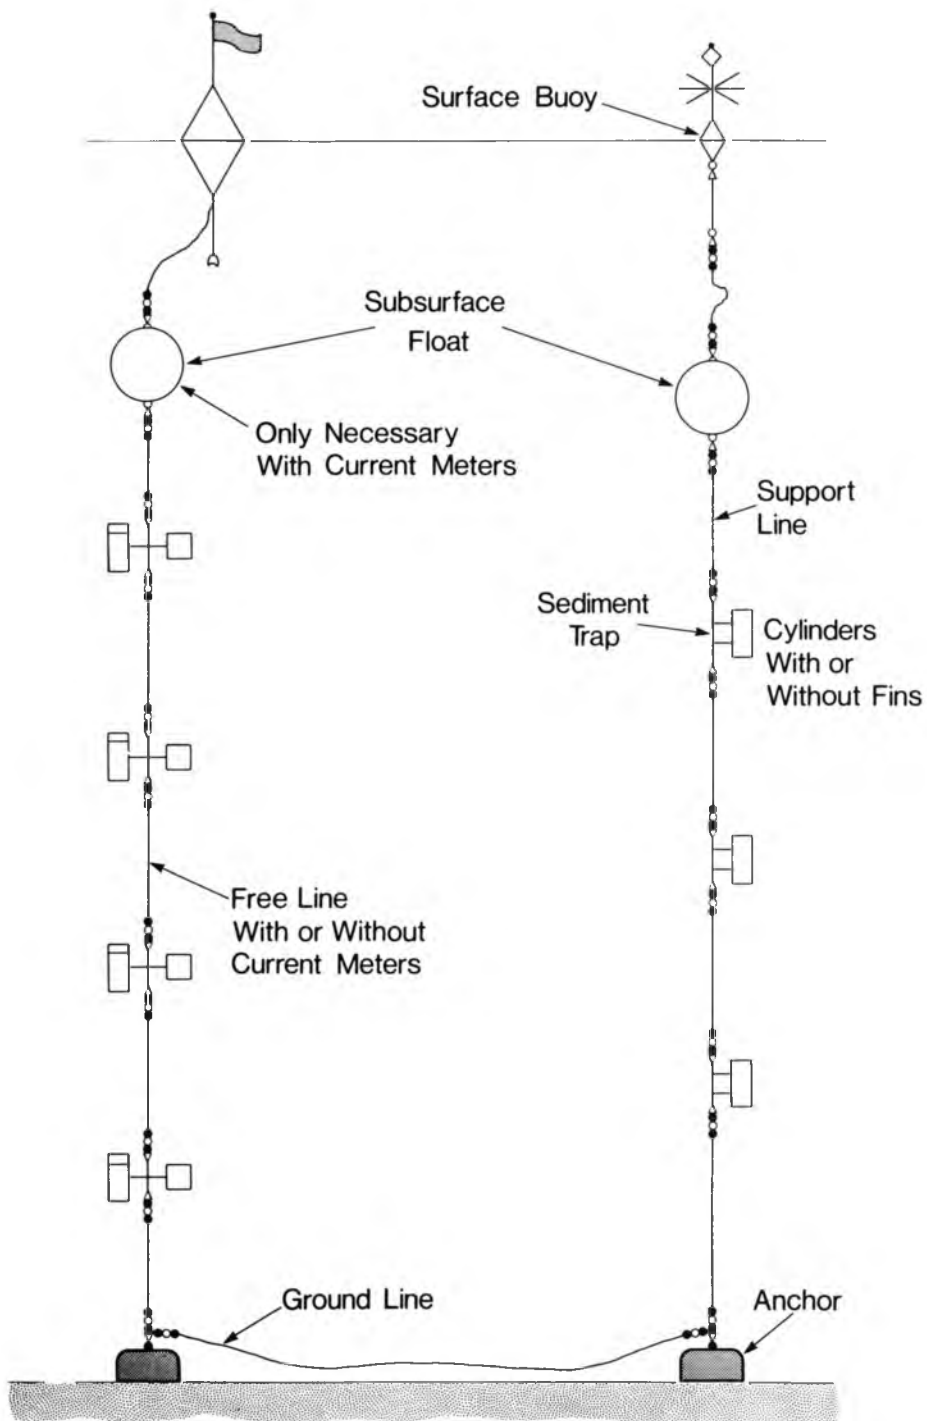 Surface Buoy
Subsurface
Float
Only Necessary
With Current Meters
Support
Line
Sediment
Trap
Cylinders
With or
Without Fins
Free Line
With or Without
Current Meters
Ground Line
Anchor